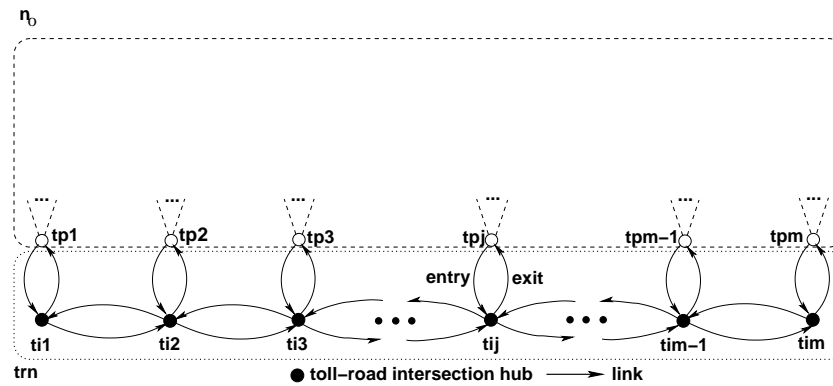 n₀
... ... ... ... ... ...
tp1 tp2 tp3 tpj tpm−1 tpm
entry exit
ti1 ti2 ti3 tij tim−1 tim
trn
toll−road intersection hub link